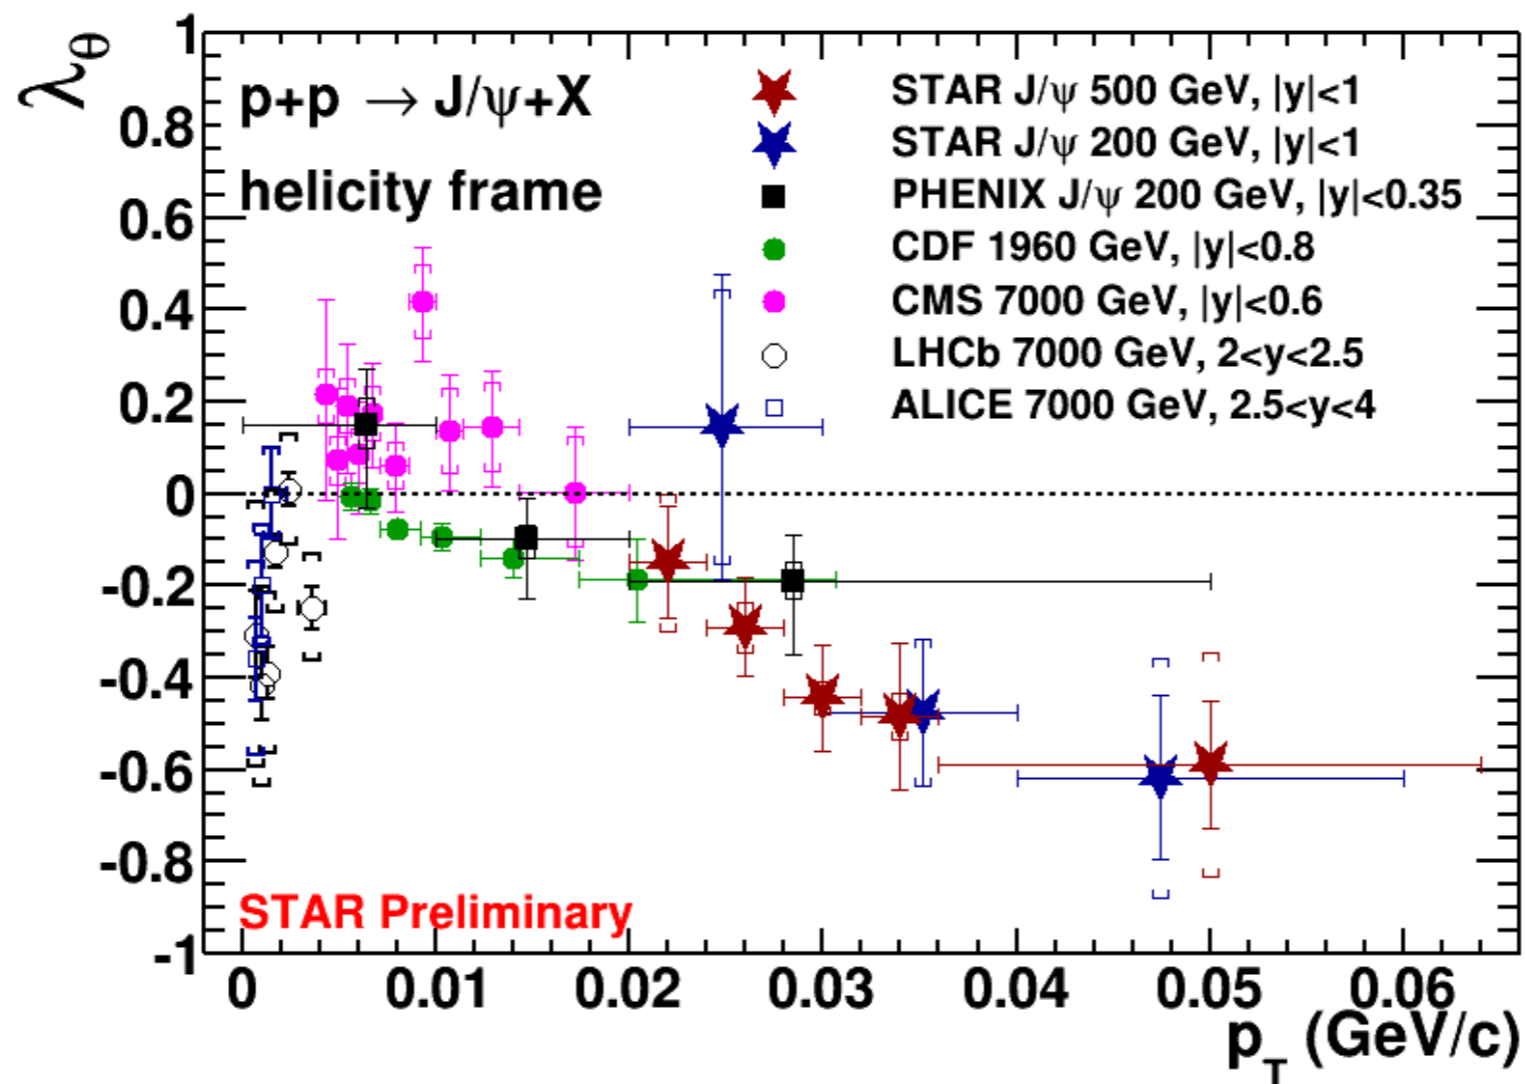 λθ
p+p → J/ψ+X
helicity frame
STAR J/ψ 500 GeV, |y|<1
STAR J/ψ 200 GeV, |y|<1
PHENIX J/ψ 200 GeV, |y|<0.35
CDF 1960 GeV, |y|<0.8
CMS 7000 GeV, |y|<0.6
LHCb 7000 GeV, 2<y<2.5
ALICE 7000 GeV, 2.5<y<4
1
0.8
0.6
0.4
0.2
0
-0.2
-0.4
-0.6
-0.8
-1
STAR Preliminary
0 0.01 0.02 0.03 0.04 0.05 0.06
pT (GeV/c)